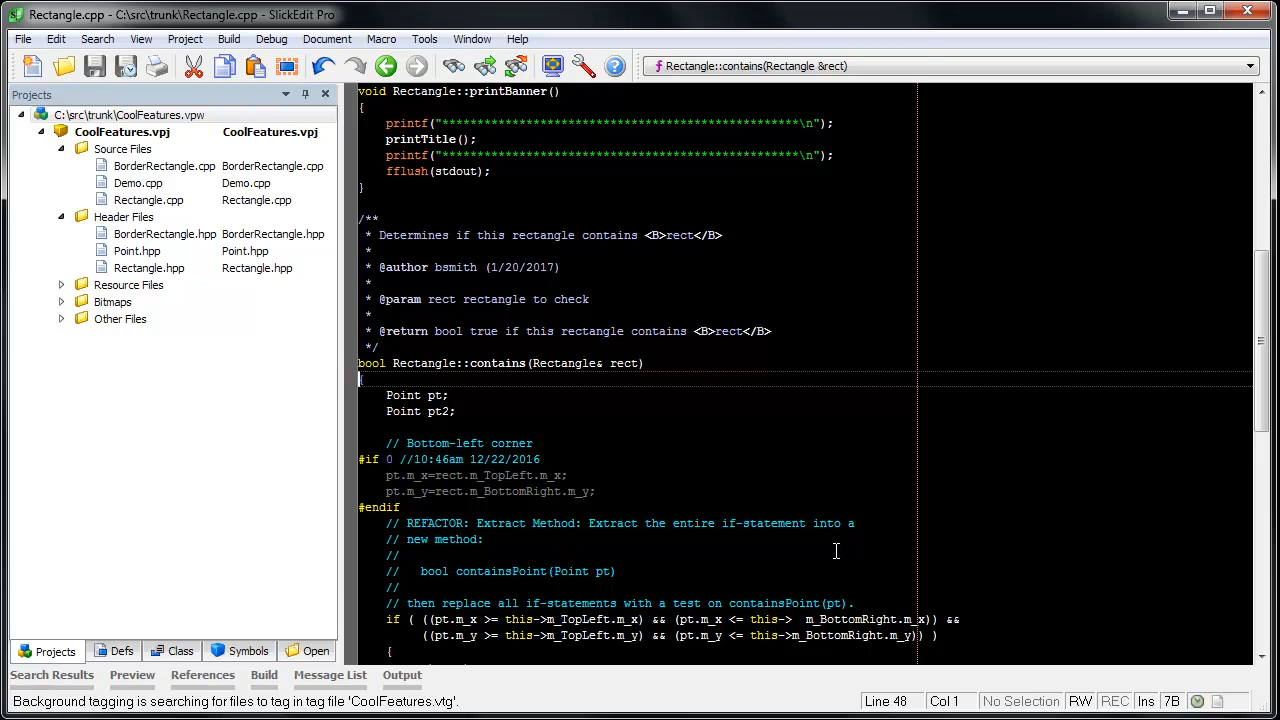 Rectangle.cpp - C:\src\trunk\Rectangle.cpp - SlickEdit Pro
File Edit Search View Project Build Debug Document Macro Tools Window Help
Rectangle::contains(Rectangle &rect)
Projects
C:\src\trunk\CoolFeatures.vpw
CoolFeatures.vpj CoolFeatures.vpj
Source Files
BorderRectangle.cpp BorderRectangle.cpp
Demo.cpp Demo.cpp
Rectangle.cpp Rectangle.cpp
Header Files
BorderRectangle.hpp BorderRectangle.hpp
Point.hpp Point.hpp
Rectangle.hpp Rectangle.hpp
Resource Files
Bitmaps
Other Files
Projects Defs Class Symbols Open
void Rectangle::printBanner()
{
printf("***************************************************\n");
printTitle();
printf("***************************************************\n");
fflush(stdout);
}
/**
* Determines if this rectangle contains <B>rect</B>
*
* @author bsmith (1/20/2017)
*
* @param rect rectangle to check
*
* @return bool true if this rectangle contains <B>rect</B>
*/
bool Rectangle::contains(Rectangle& rect)
{
Point pt;
Point pt2;
// Bottom-left corner
#if 0 //10:46am 12/22/2016
pt.m_x=rect.m_TopLeft.m_x;
pt.m_y=rect.m_BottomRight.m_y;
#endif
// REFACTOR: Extract Method: Extract the entire if-statement into a
// new method:
//
// bool containsPoint(Point pt)
//
// then replace all if-statements with a test on containsPoint(pt).
if ( ((pt.m_x >= this->m_TopLeft.m_x) && (pt.m_x <= this-> m_BottomRight.m_x)) &&
((pt.m_y >= this->m_TopLeft.m_y) && (pt.m_y <= this->m_BottomRight.m_y)) )
{
Search Results Preview References Build Message List Output
Background tagging is searching for files to tag in tag file 'CoolFeatures.vtg'. Line 48 Col 1 No Selection RW REC Ins 7B